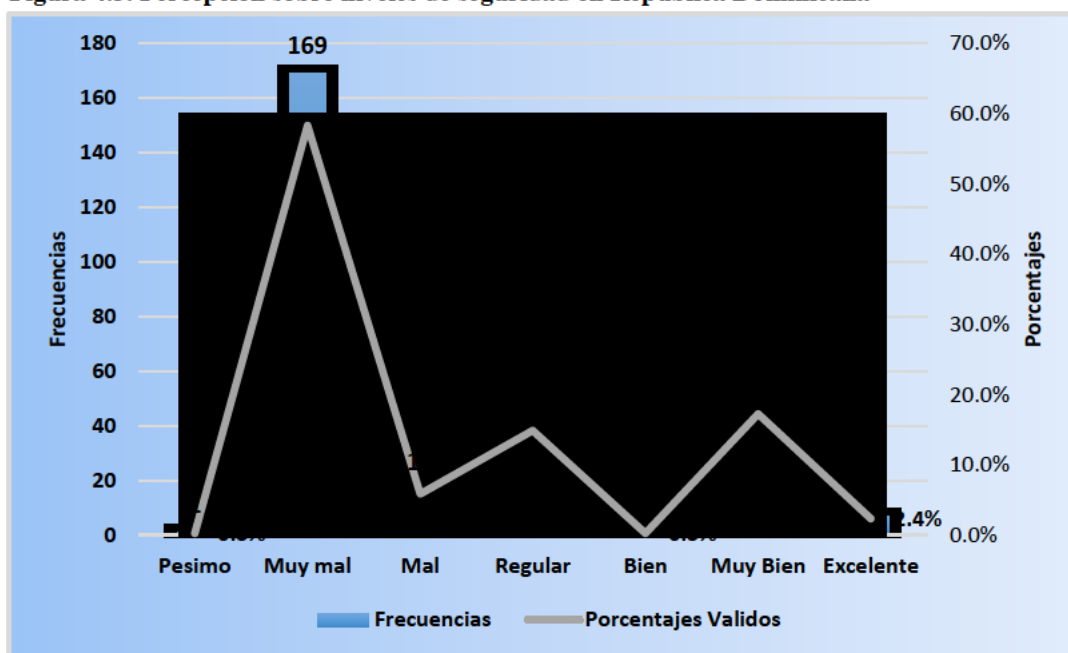 180 169 70.0%
160 60.0%
140 50.0%
120
100 40.0%
80 30.0%
60 20.0%
40
20 10.0%
0 2.4% 0.0%
Frecuencias
Porcentajes
Pesimo Muy mal Mal Regular Bien Muy Bien Excelente
Frecuencias Porcentajes Validos